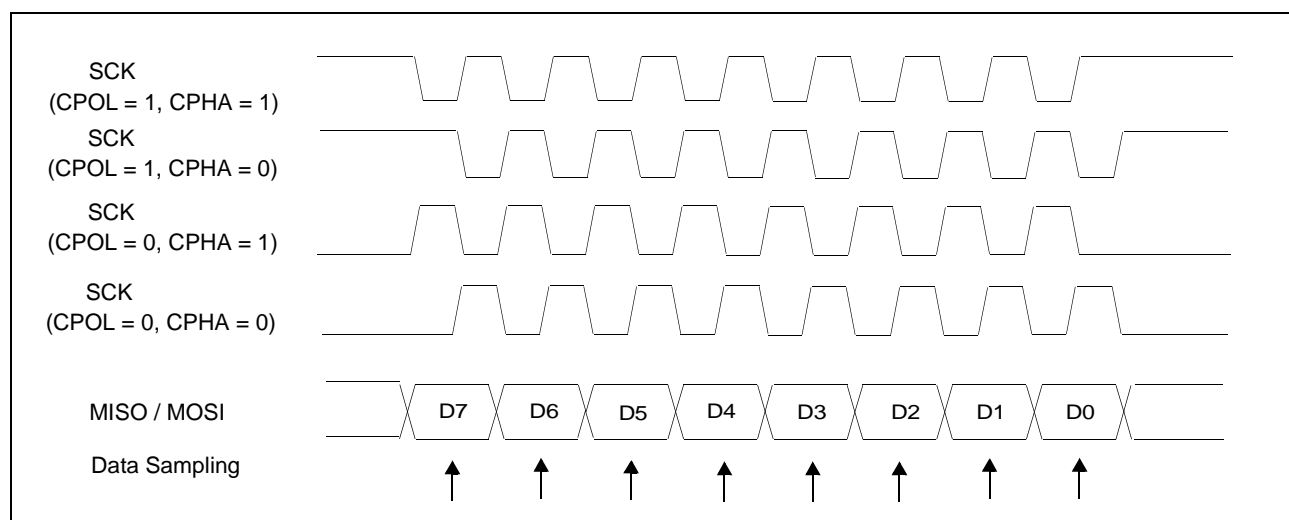 SCK
(CPOL = 1, CPHA = 1)
SCK
(CPOL = 1, CPHA = 0)
SCK
(CPOL = 0, CPHA = 1)
SCK
(CPOL = 0, CPHA = 0)
MISO / MOSI D7 D6 D5 D4 D3 D2 D1 D0
Data Sampling